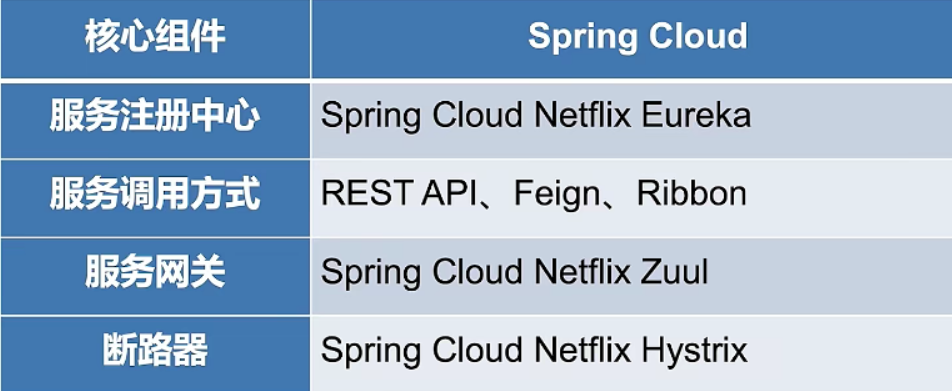 核心组件 Spring Cloud
服务注册中心 Spring Cloud Netflix Eureka
服务调用方式 REST API、Feign、Ribbon
服务网关 Spring Cloud Netflix Zuul
断路器 Spring Cloud Netflix Hystrix